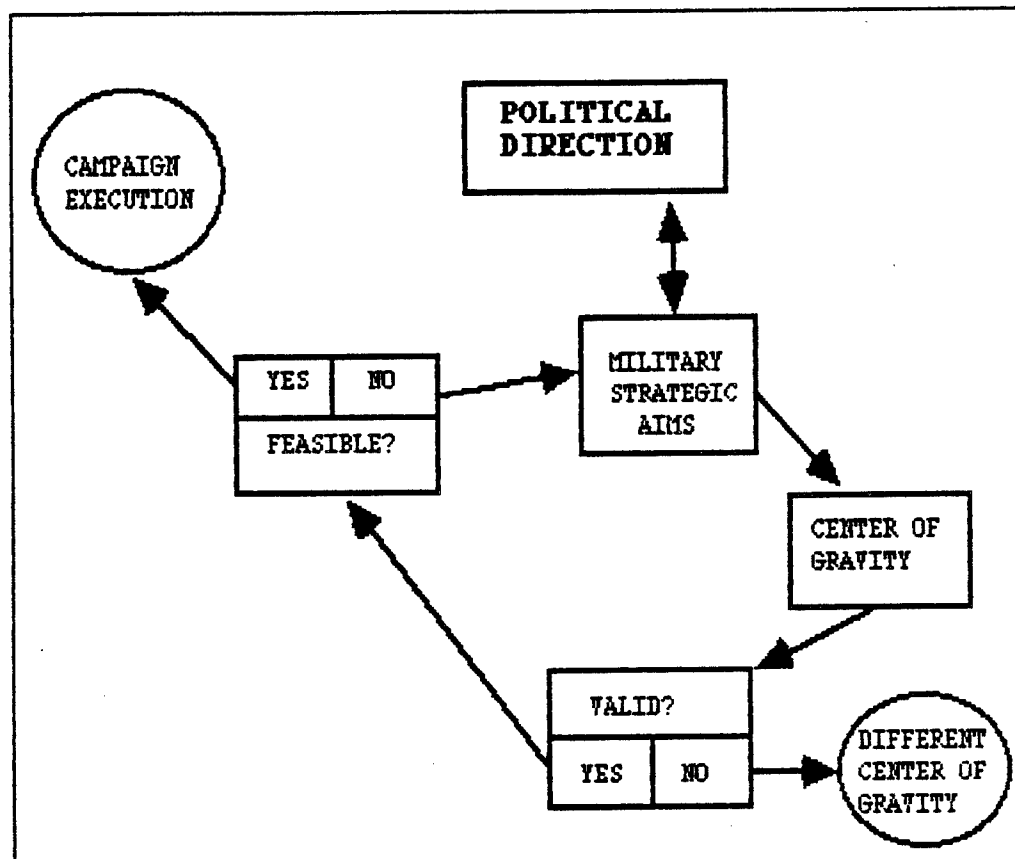 POLITICAL
DIRECTION
CAMPAIGN
EXECUTION
MILITARY
STRATEGIC
AIMS
YES NO
FEASIBLE?
CENTER OF
GRAVITY
VALID?
YES NO
DIFFERENT
CENTER OF
GRAVITY